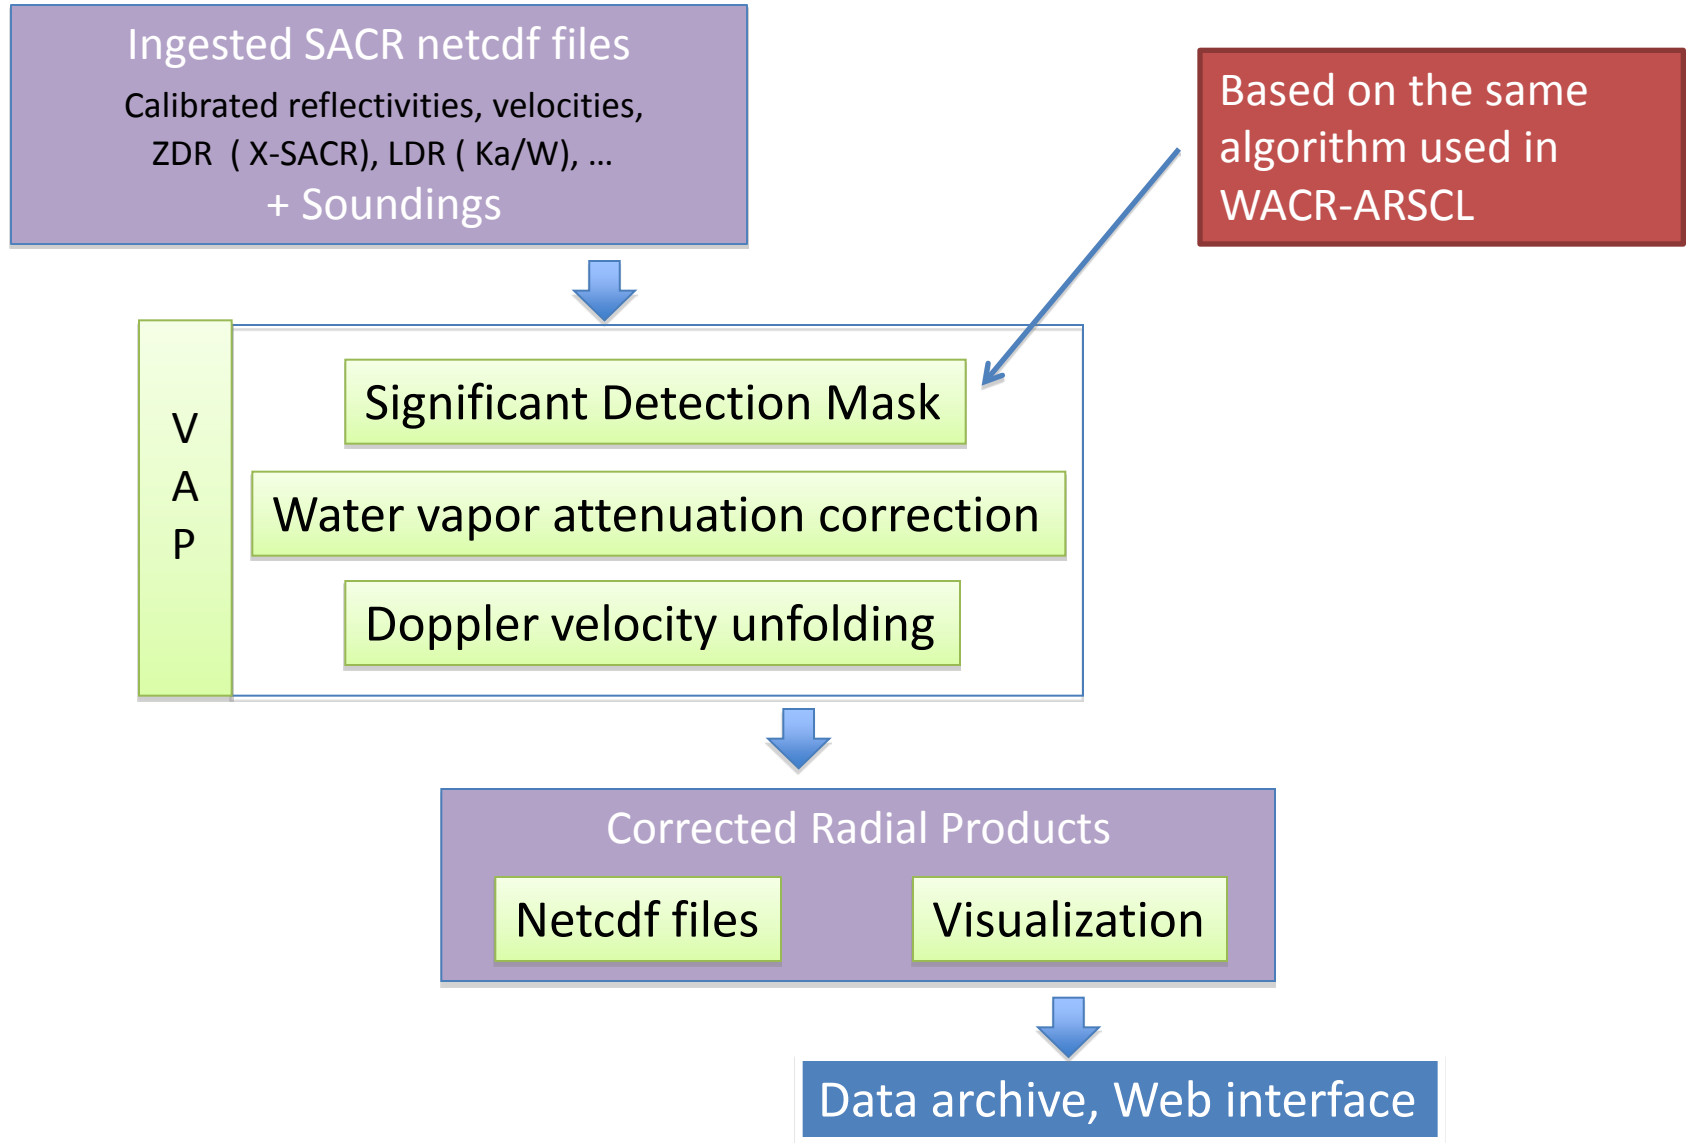 Ingested SACR netcdf files
Calibrated reflectivities, velocities,
ZDR ( X-SACR), LDR ( Ka/W), ...
+ Soundings
Based on the same
algorithm used in
WACR-ARSCL
V
A
P
Significant Detection Mask
Water vapor attenuation correction
Doppler velocity unfolding
Corrected Radial Products
Netcdf files
Visualization
Data archive, Web interface